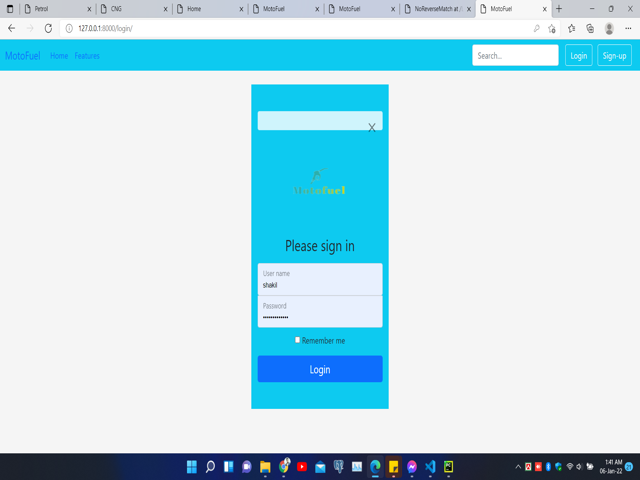 Petrol
CNG
Home
MotoFuel
MotoFuel
NoReverseMatch at /
MotoFuel
127.0.0.1:8000/login/
MotoFuel Home Features Search... Login Sign-up
X
Motofuel
Please sign in
User name
shakil
Password
•••••••••••••
Remember me
Login
1:41 AM
06-Jan-22